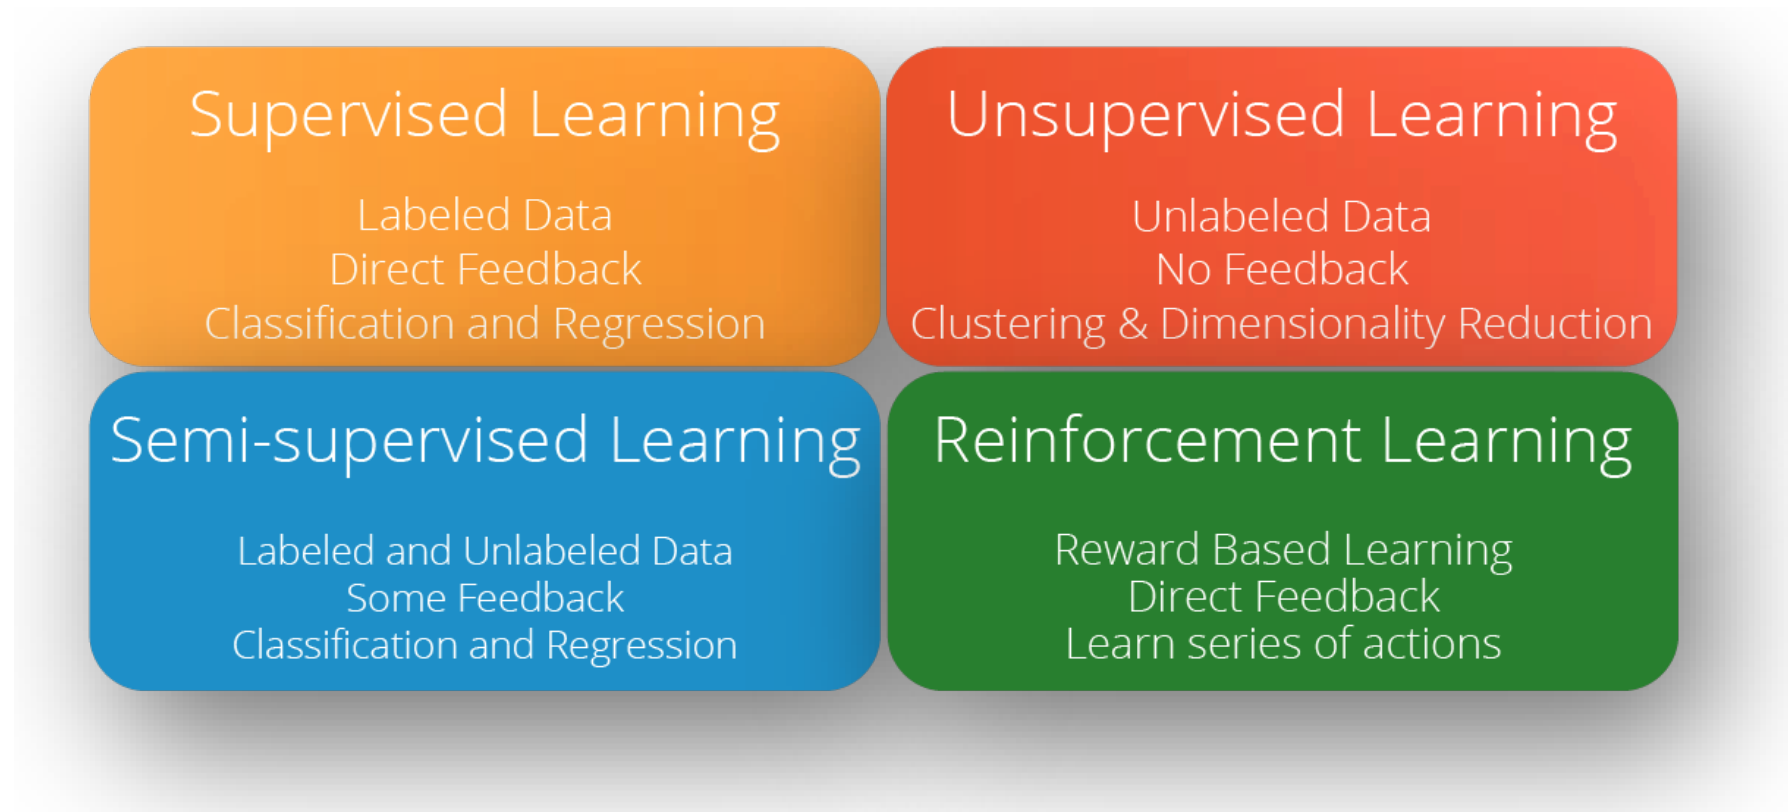 Supervised Learning
Labeled Data
Direct Feedback
Classification and Regression
Unsupervised Learning
Unlabeled Data
No Feedback
Clustering & Dimensionality Reduction
Semi-supervised Learning
Labeled and Unlabeled Data
Some Feedback
Classification and Regression
Reinforcement Learning
Reward Based Learning
Direct Feedback
Learn series of actions